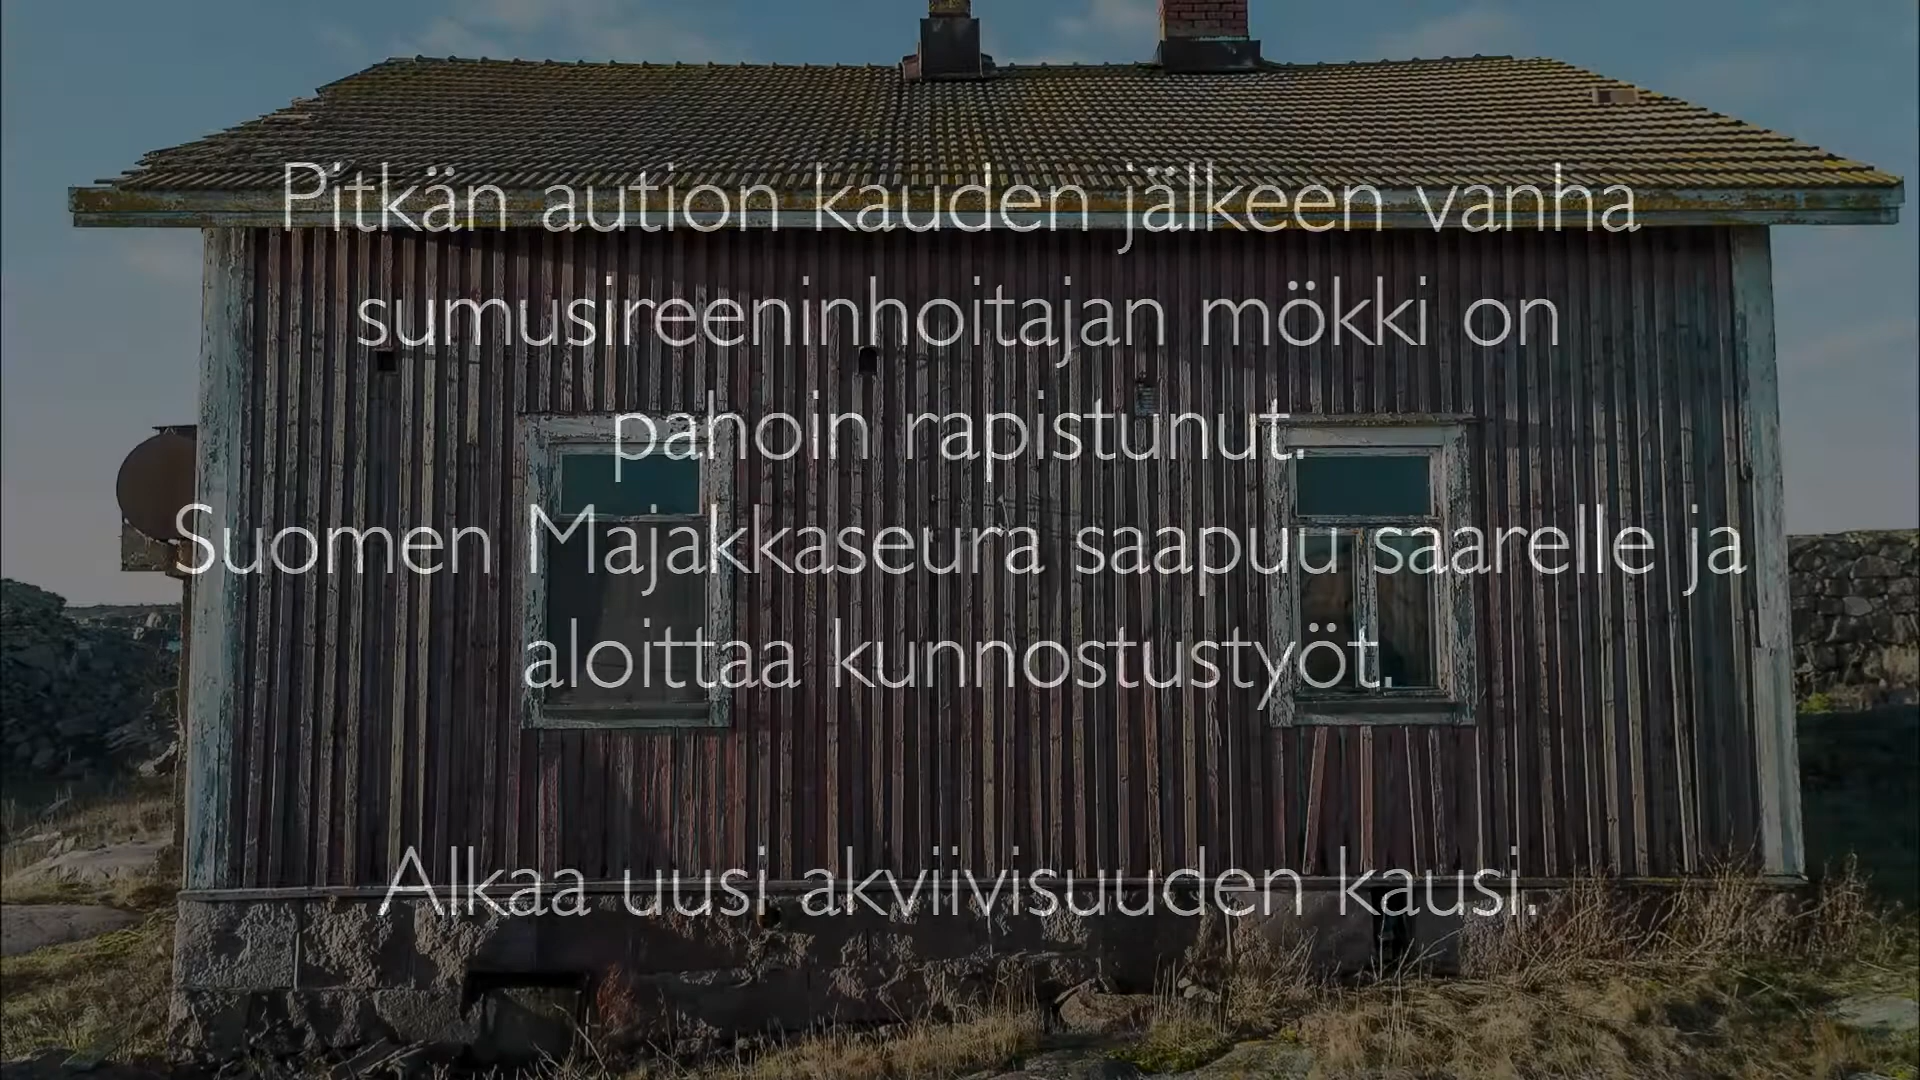 Pitkän aution kauden jälkeen vanha
sumusireeninhoitajan mökki on
pahoin rapistunut.
Suomen Majakkaseura saapuu saarelle ja
aloittaa kunnostustyöt.
Alkaa uusi akviivisuuden kausi.